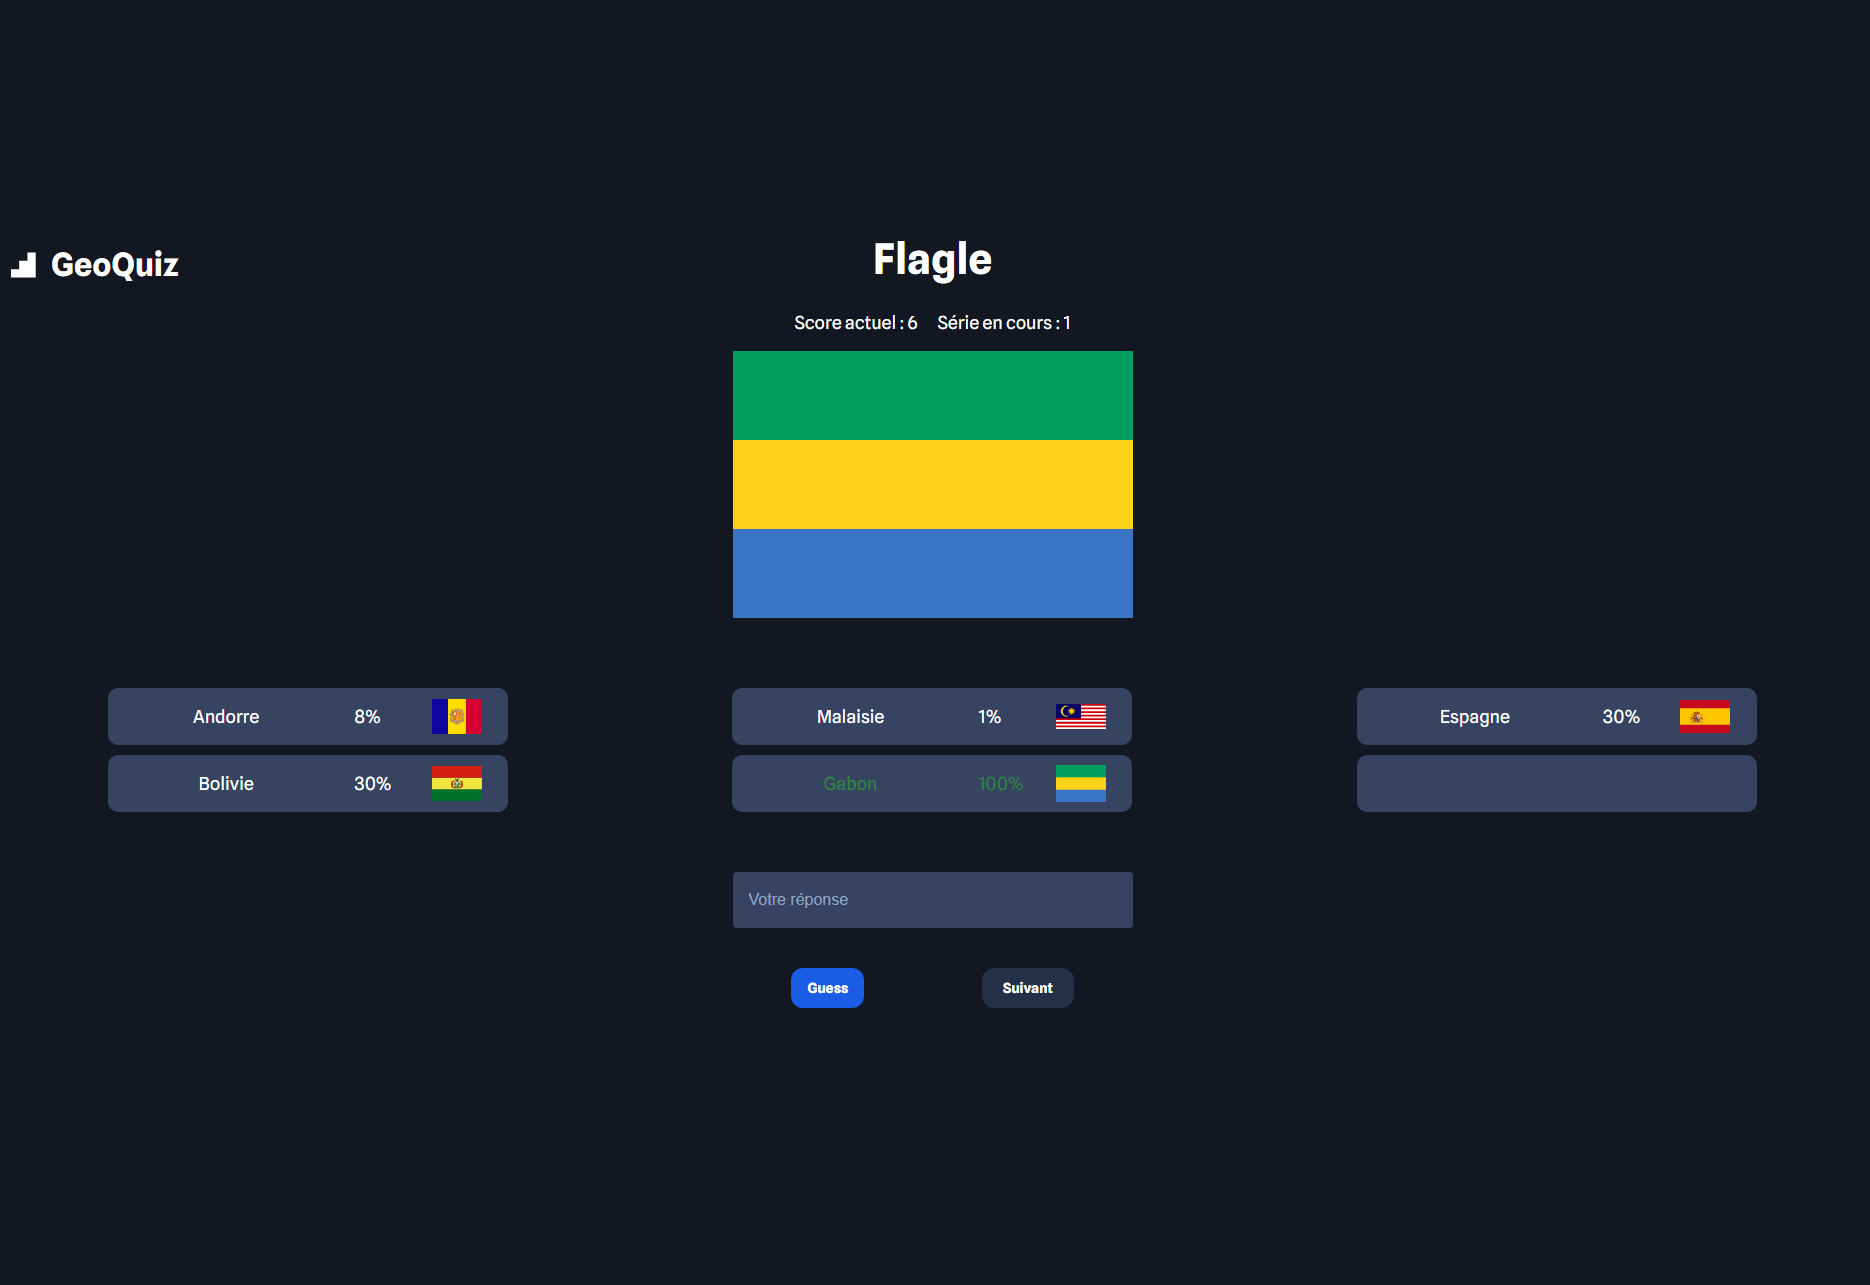 GeoQuiz
Flagle
Score actuel : 6 Série en cours : 1
Andorre 8%
Malaisie 1%
Espagne 30%
Bolivie 30%
Gabon 100%
Votre réponse
Guess
Suivant